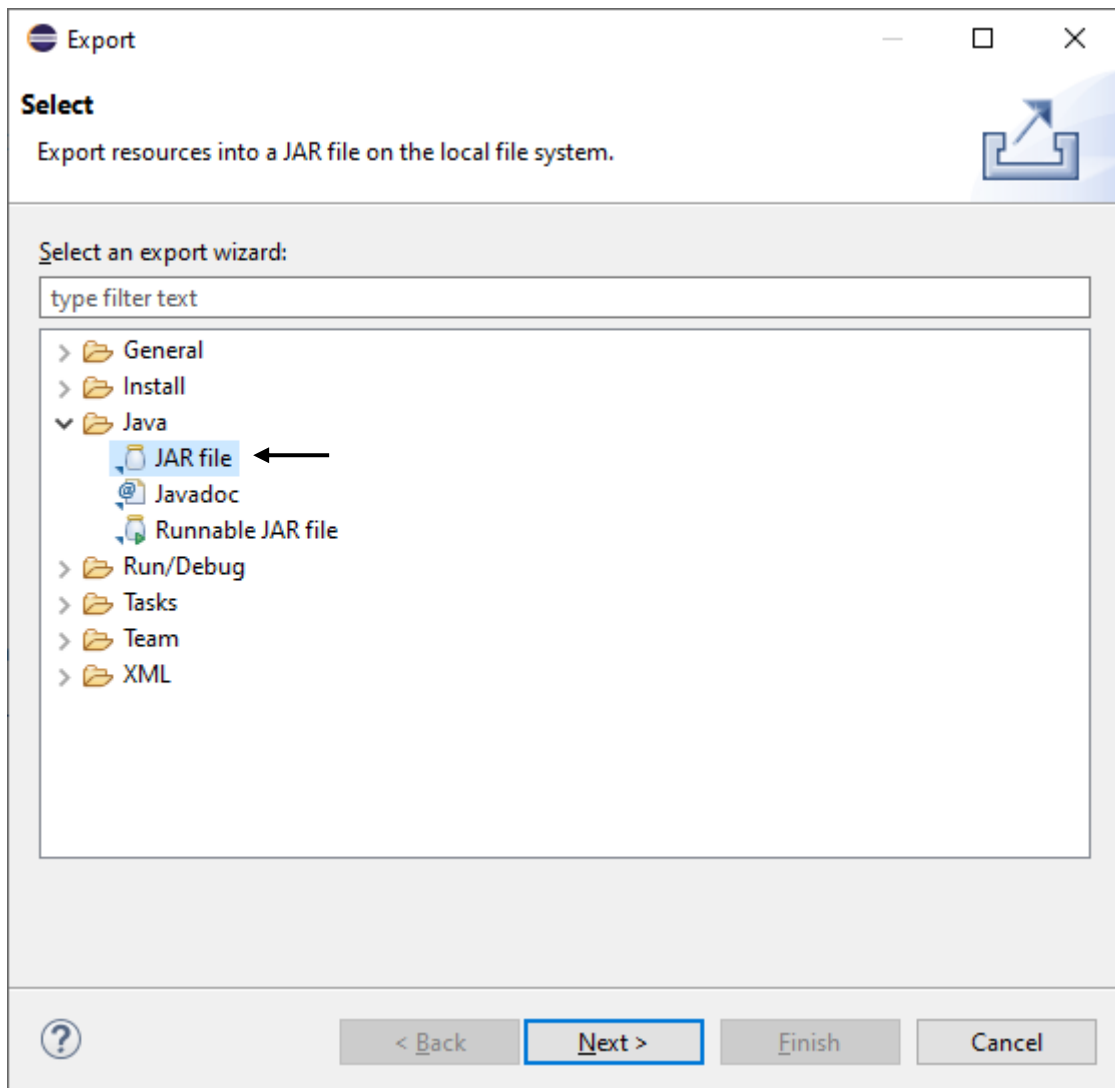 Export
Select
Export resources into a JAR file on the local file system.
Select an export wizard:
type filter text
General
Install
Java
JAR file
Javadoc
Runnable JAR file
Run/Debug
Tasks
Team
XML
< Back
Next >
Finish
Cancel